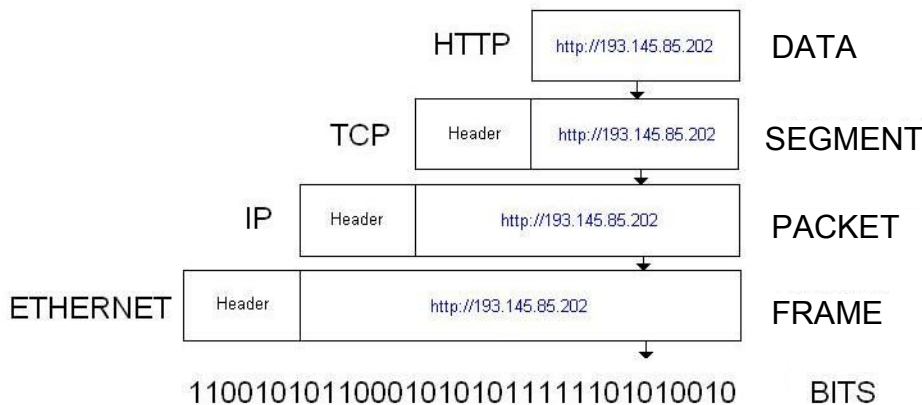 HTTP http://193.145.85.202 DATA
TCP Header http://193.145.85.202 SEGMENT
IP Header http://193.145.85.202 PACKET
ETHERNET Header http://193.145.85.202 FRAME
110010101100010101011111101010010 BITS